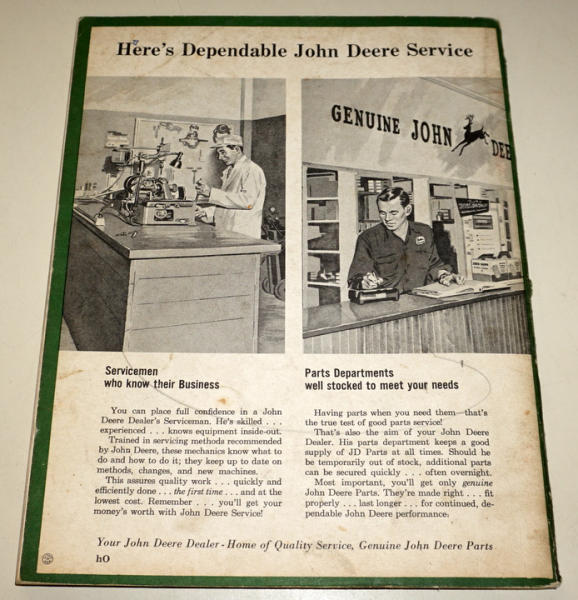 Here's Dependable John Deere Service
GENUINE JOHN DEE
Servicemen
who know their Business
You can place full confidence in a John
Deere Dealer's Serviceman. He's skilled . . .
experienced . . . knows equipment inside-out.
Trained in servicing methods recommended
by John Deere, these mechanics know what to
do and how to do it; they keep up to date on
methods, changes, and new machines.
This assures quality work . . . quickly and
efficiently done . . . the first time . . . and at the
lowest cost. Remember . . . you'll get your
money's worth with John Deere Service!
Parts Departments
well stocked to meet your needs
Having parts when you need them—that's
the true test of good parts service!
That's also the aim of your John Deere
Dealer. His parts department keeps a good
supply of JD Parts at all times. Should he
be temporarily out of stock, additional parts
can be secured quickly . . . often overnight.
Most important, you'll get only genuine
John Deere Parts. They're made right . . . fit
properly . . . last longer . . . for continued, de-
pendable John Deere performance.
Your John Deere Dealer - Home of Quality Service, Genuine John Deere Parts
hO